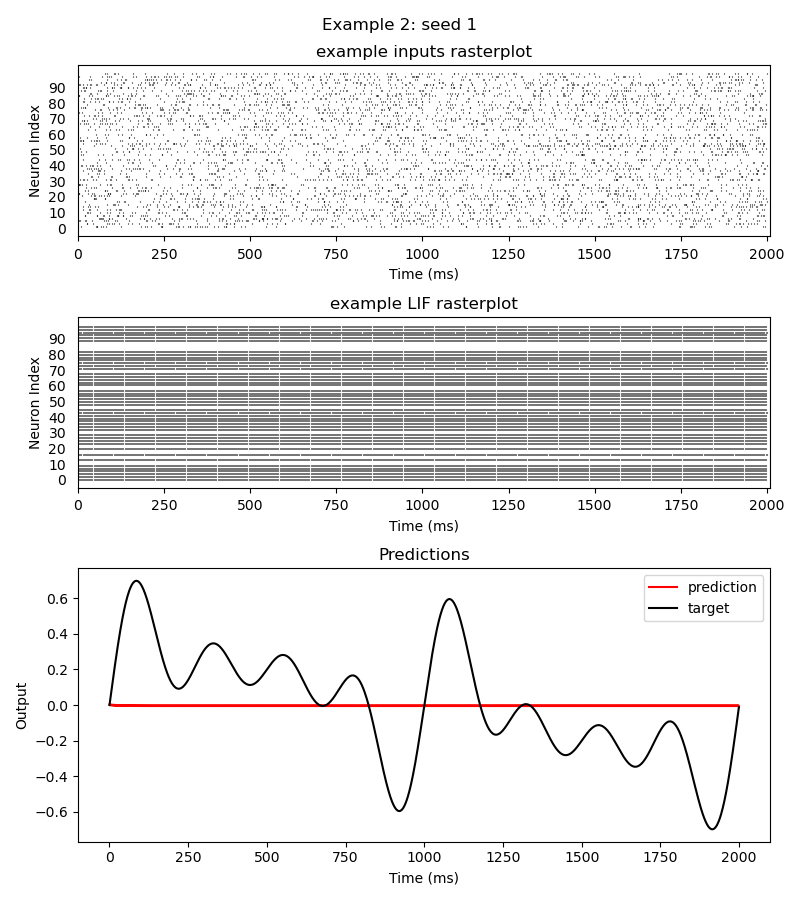 Example 2: seed 1
example inputs rasterplot
Neuron Index
90
80
70
60
50
40
30
20
10
0
0 250 500 750 1000 1250 1500 1750 2000
Time (ms)
example LIF rasterplot
Neuron Index
90
80
70
60
50
40
30
20
10
0
0 250 500 750 1000 1250 1500 1750 2000
Time (ms)
Predictions
Output
0.6
0.4
0.2
0.0
−0.2
−0.4
−0.6
prediction
target
0 250 500 750 1000 1250 1500 1750 2000
Time (ms)